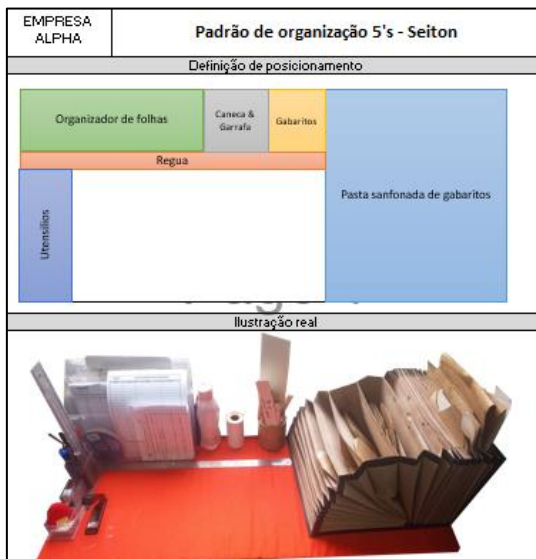 EMPRESA
ALPHA
Padrão de organização 5's - Seiton
Definição de posicionamento
Organizador de folhas
Caneca &
Garrafa
Gabaritos
Regua
Utensilios
Pasta sanfonada de gabaritos
Ilustração real